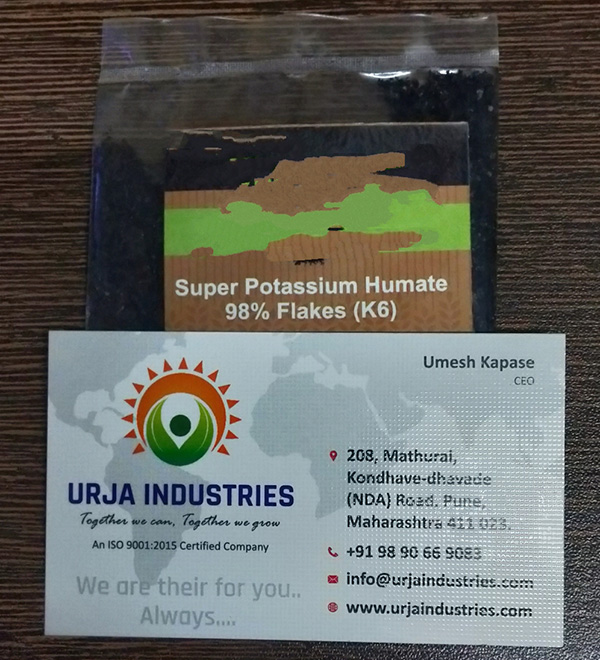 Super Potassium Humate
98% Flakes (K6)
Umesh Kapase
CEO
URJA INDUSTRIES
Together we can, Together we grow
An ISO 9001:2015 Certified Company
We are their for you..
Always....
208, Mathurai,
Kondhave-dhavade
(NDA) Road, Pune,
Maharashtra 411 023.
+91 98 90 66 9083
info@urjaindustries.com
www.urjaindustries.com